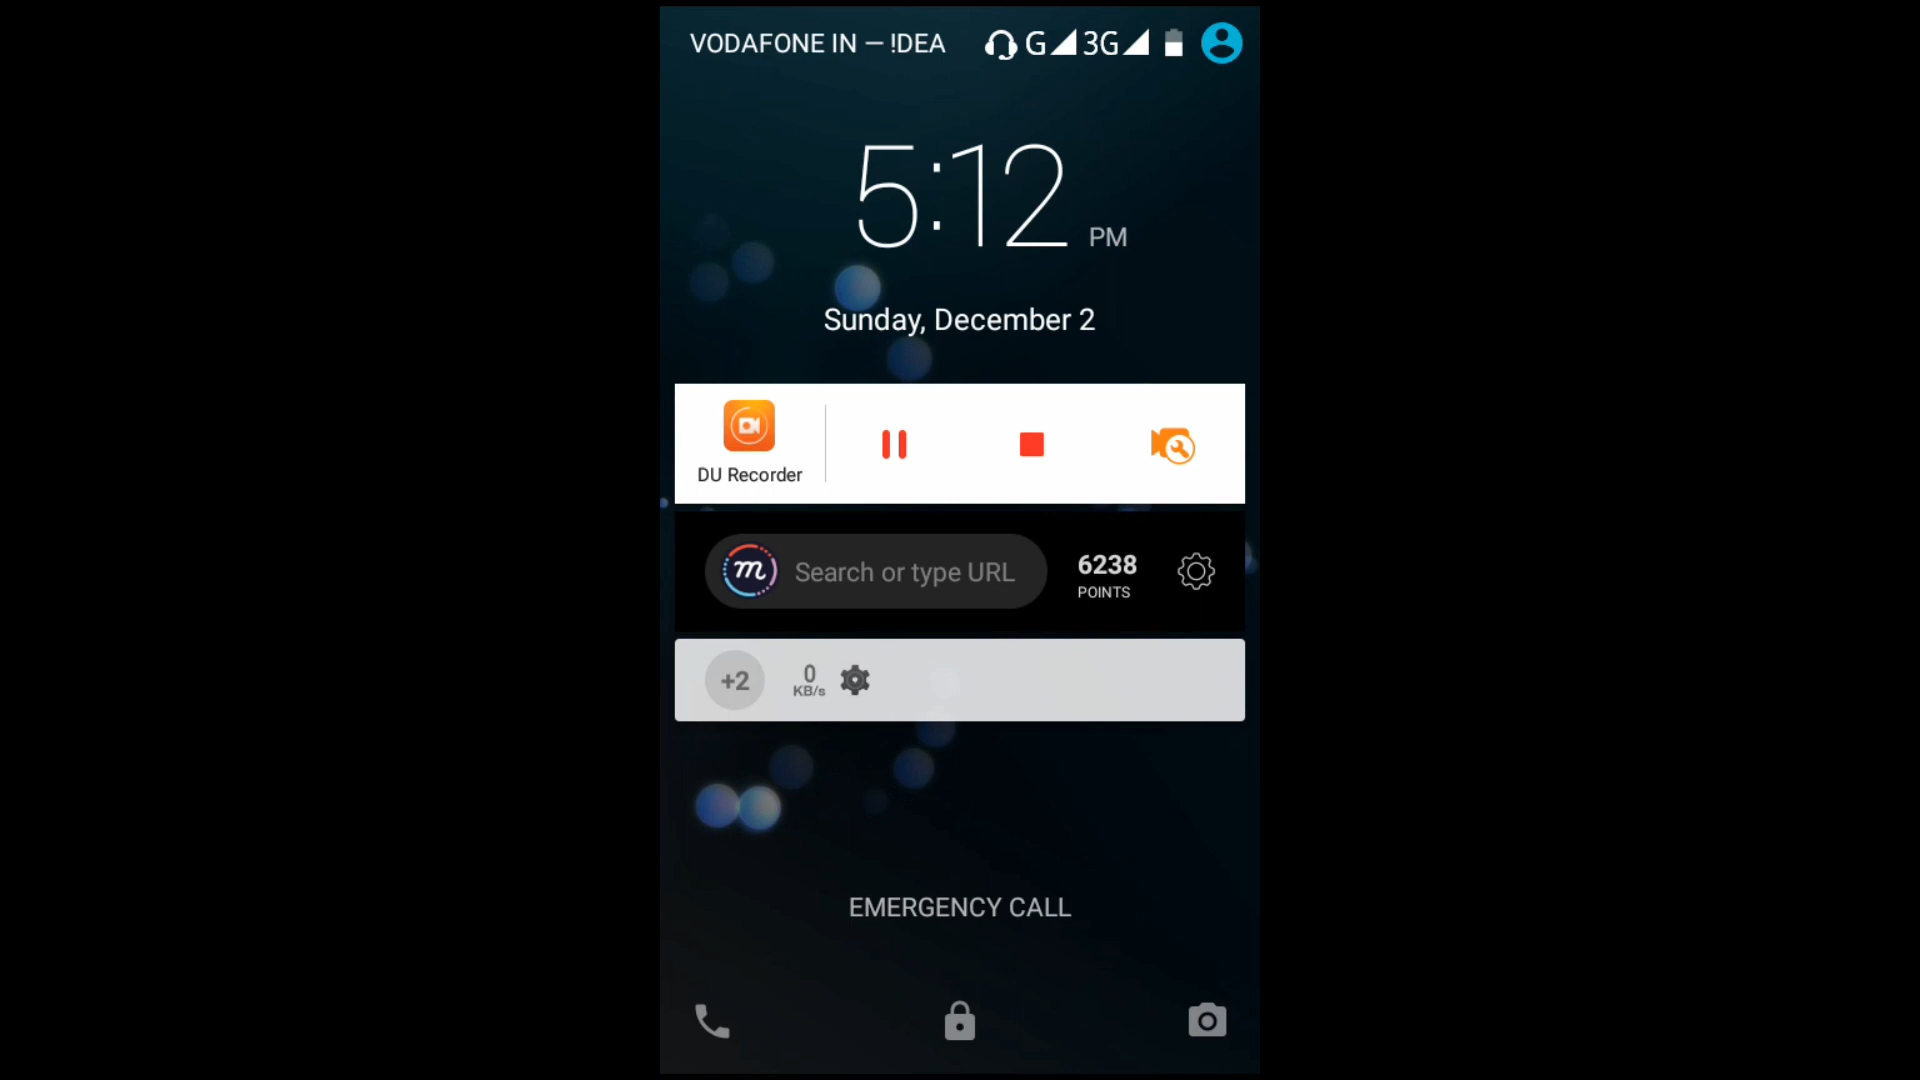 VODAFONE IN — !DEA G 3G
5:12 PM
Sunday, December 2
DU Recorder
m Search or type URL 6238 POINTS
+2 0 KB/s
EMERGENCY CALL